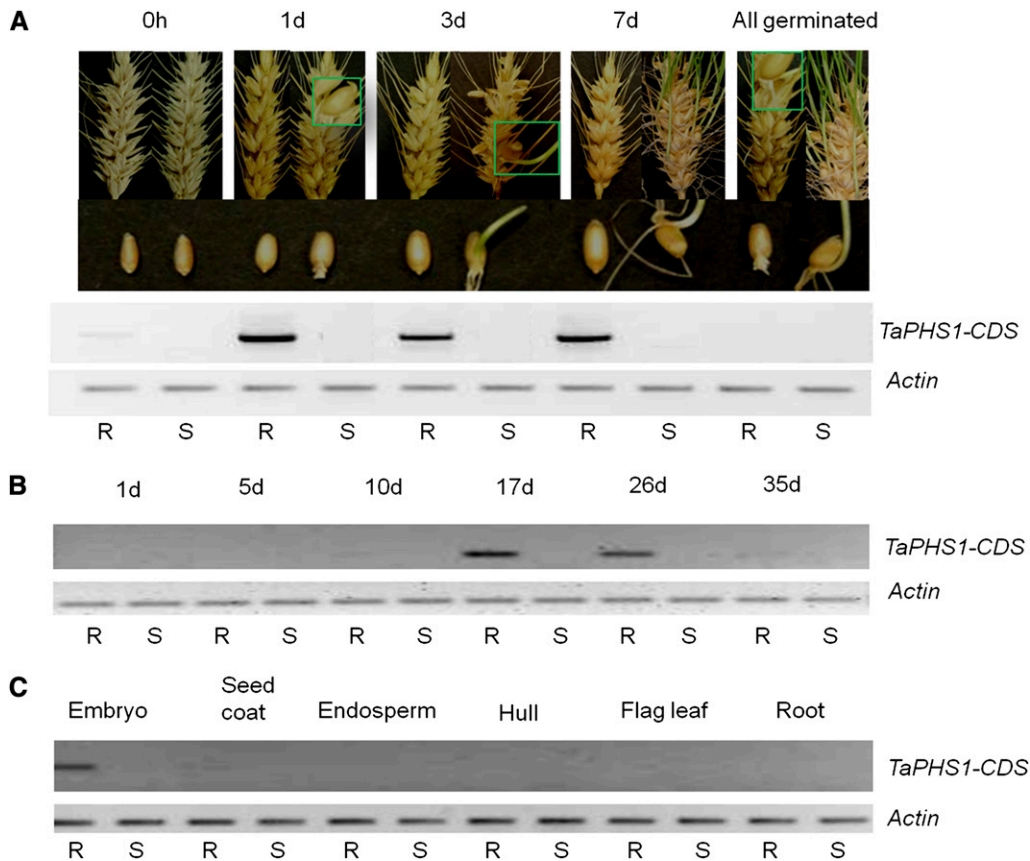 A
0h 1d 3d 7d All germinated
TaPHS1-CDS
Actin
R S R S R S R S R S
B
1d 5d 10d 17d 26d 35d
TaPHS1-CDS
Actin
R S R S R S R S R S R S
C
Embryo Seed coat Endosperm Hull Flag leaf Root
TaPHS1-CDS
Actin
R S R S R S R S R S R S